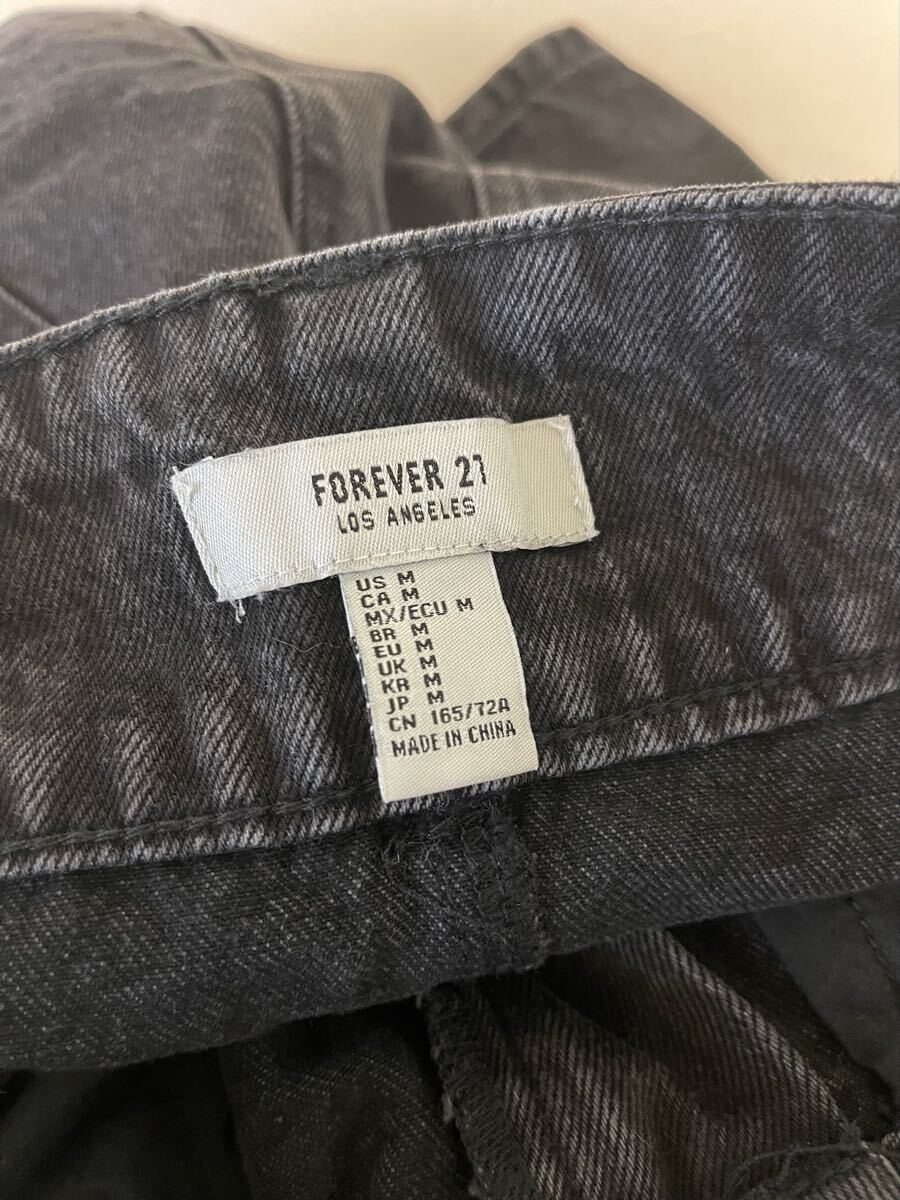 FOREVER 21
LOS ANGELES
US M
CA M
MX/ECU M
BR M
EU M
UK M
KR M
JP M
CN 165/72A
MADE IN CHINA